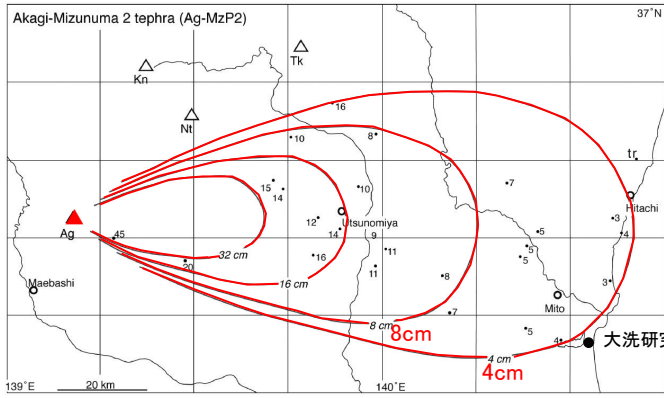 Akagi-Mizunuma 2 tephra (Ag-MzP2)
37˚N
Tk
Kn
16
Nt
10
8
tr
15
14
10
7
Hitachi
Utsunomiya
12
3
Ag
45
14
9
5
4
32 cm
16
11
5
20
11
5
Maebashi
16 cm
8
3
Mito
7
8 cm
8cm
5
4
大洗研究
4 cm
4cm
139˚E
20 km
140˚E